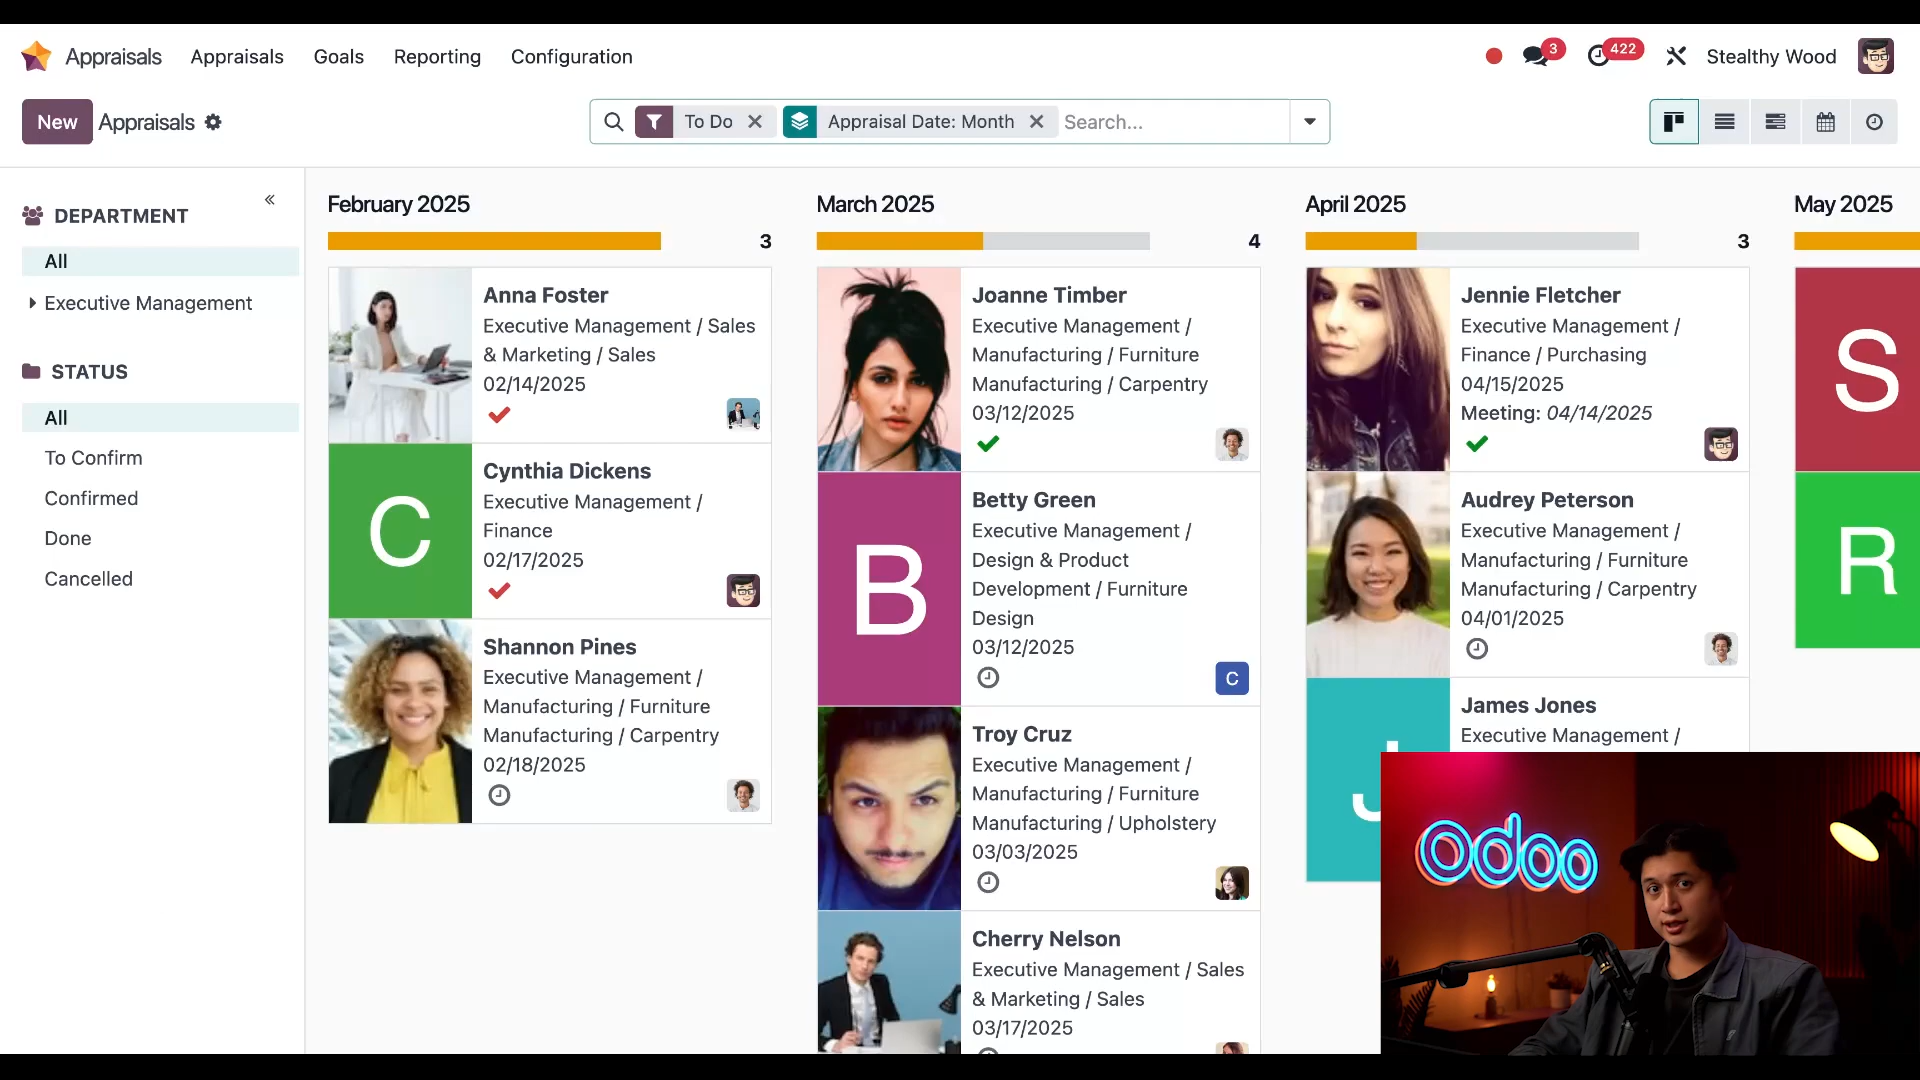 Appraisals
Appraisals
Goals
Reporting
Configuration
3
422
Stealthy Wood
New
Appraisals
To Do
Appraisal Date: Month
Search...
DEPARTMENT
All
Executive Management
STATUS
All
To Confirm
Confirmed
Done
Cancelled
February 2025
3
Anna Foster
Executive Management / Sales
& Marketing / Sales
02/14/2025
C
Cynthia Dickens
Executive Management /
Finance
02/17/2025
Shannon Pines
Executive Management /
Manufacturing / Furniture
Manufacturing / Carpentry
02/18/2025
March 2025
4
Joanne Timber
Executive Management /
Manufacturing / Furniture
Manufacturing / Carpentry
03/12/2025
B
Betty Green
Executive Management /
Design & Product
Development / Furniture
Design
03/12/2025
C
Troy Cruz
Executive Management /
Manufacturing / Furniture
Manufacturing / Upholstery
03/03/2025
Cherry Nelson
Executive Management / Sales
& Marketing / Sales
03/17/2025
April 2025
3
Jennie Fletcher
Executive Management /
Finance / Purchasing
04/15/2025
Meeting: 04/14/2025
Audrey Peterson
Executive Management /
Manufacturing / Furniture
Manufacturing / Carpentry
04/01/2025
J
James Jones
Executive Management /
May 2025
S
R
odoo